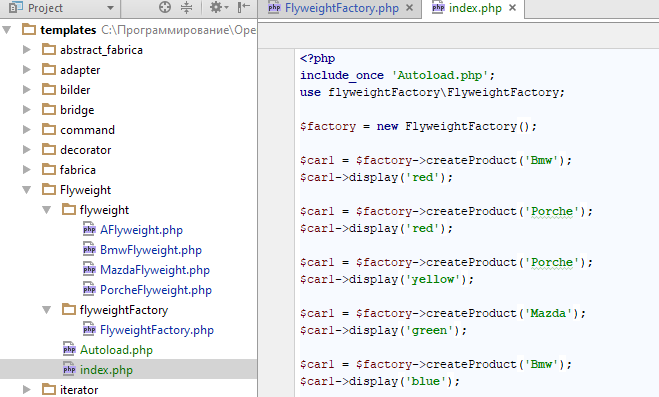 Project
templates C:\Программирование\Ope
abstract_fabrica
adapter
bilder
bridge
command
decorator
fabrica
Flyweight
flyweight
php AFlyweight.php
php BmwFlyweight.php
php MazdaFlyweight.php
php PorcheFlyweight.php
flyweightFactory
php FlyweightFactory.php
php Autoload.php
php index.php
iterator
php FlyweightFactory.php
php index.php
<?php
include_once 'Autoload.php';
use flyweightFactory\FlyweightFactory;
$factory = new FlyweightFactory();
$car1 = $factory->createProduct('Bmw');
$car1->display('red');
$car1 = $factory->createProduct('Porche');
$car1->display('red');
$car1 = $factory->createProduct('Porche');
$car1->display('yellow');
$car1 = $factory->createProduct('Mazda');
$car1->display('green');
$car1 = $factory->createProduct('Bmw');
$car1->display('blue');